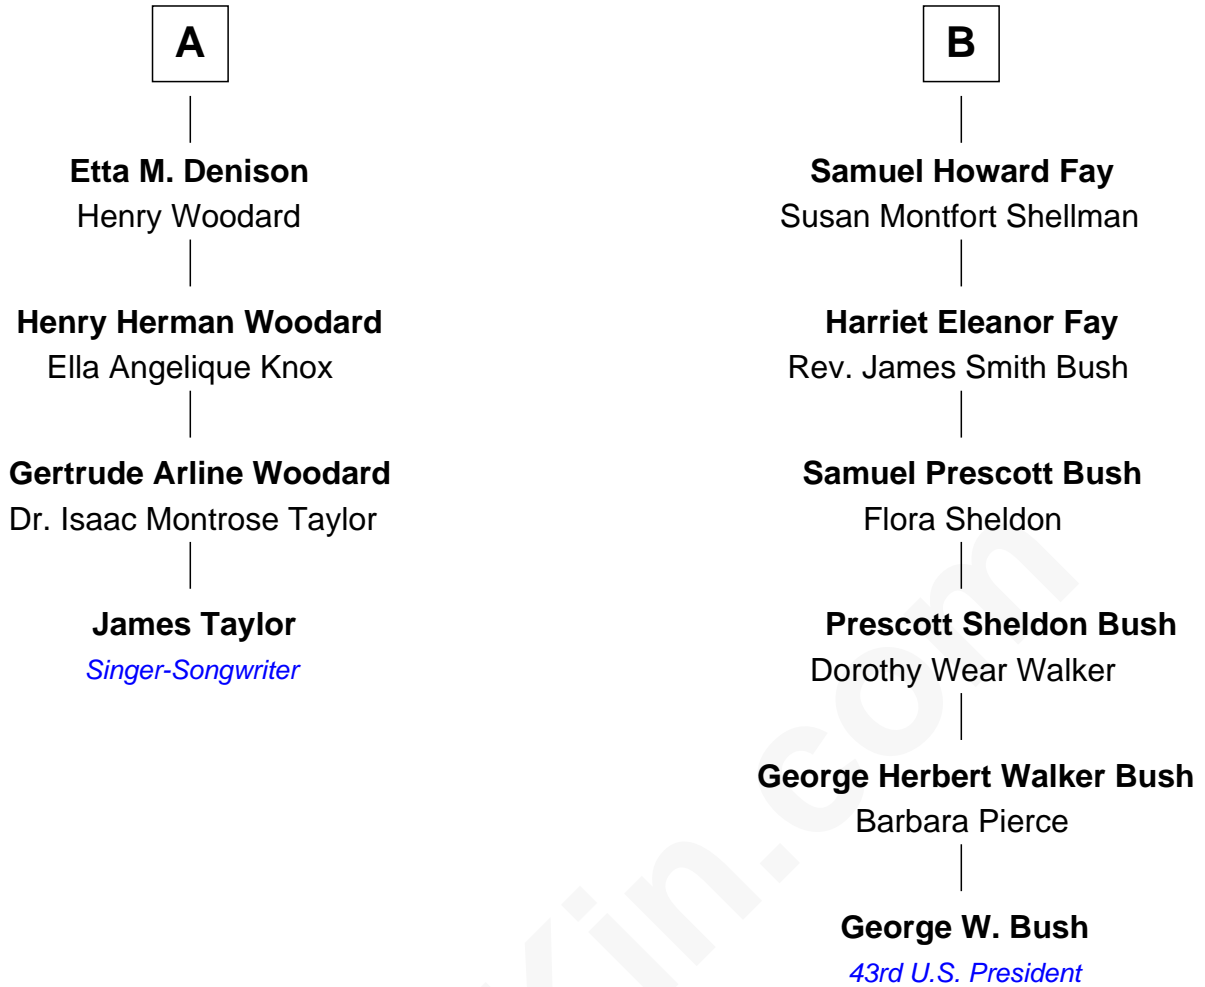 A
Etta M. Denison
Henry Woodard
Henry Herman Woodard
Ella Angelique Knox
Gertrude Arline Woodard
Dr. Isaac Montrose Taylor
James Taylor
Singer-Songwriter
B
Samuel Howard Fay
Susan Montfort Shellman
Harriet Eleanor Fay
Rev. James Smith Bush
Samuel Prescott Bush
Flora Sheldon
Prescott Sheldon Bush
Dorothy Wear Walker
George Herbert Walker Bush
Barbara Pierce
George W. Bush
43rd U.S. President
Kin.com